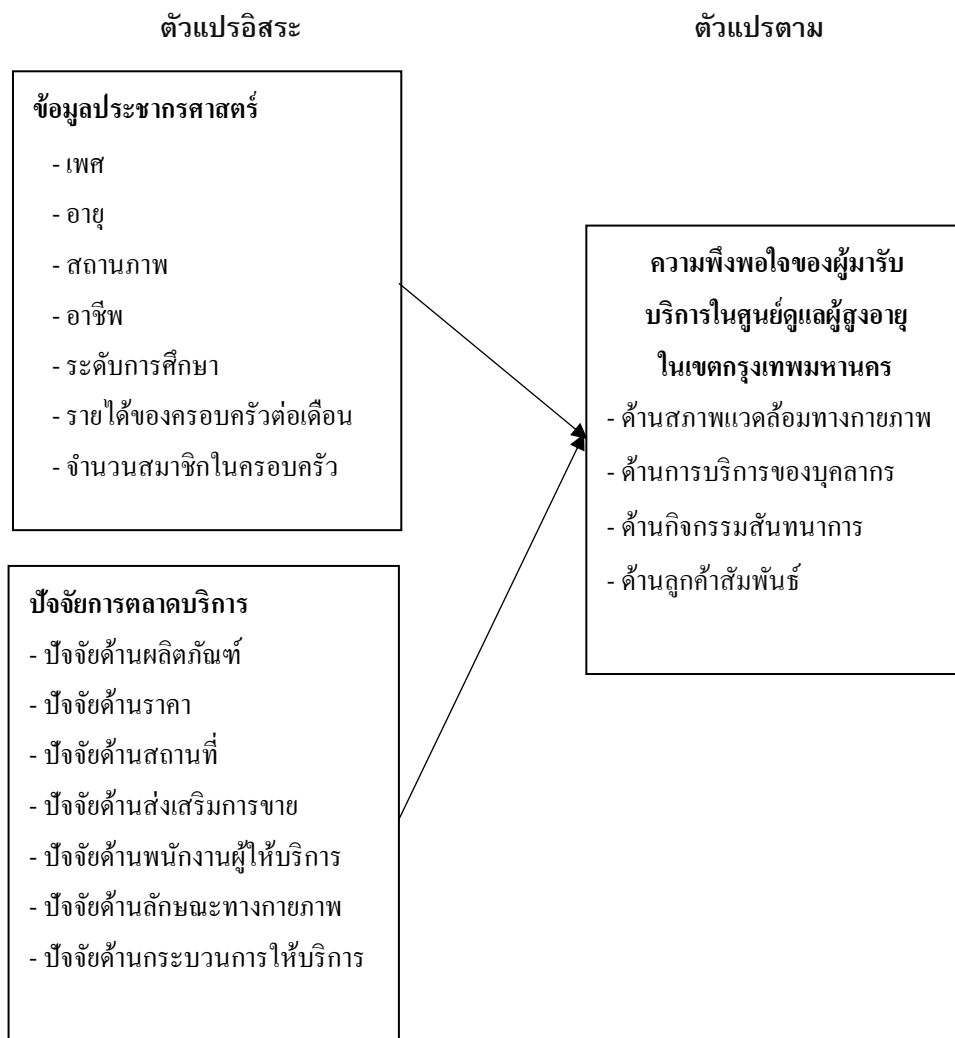 ตัวแปรอิสระ
ตัวแปรตาม
ข้อมูลประชากรศาสตร์
- เพศ
- อายุ
- สถานภาพ
- อาชีพ
- ระดับการศึกษา
- รายได้ของครอบครัวต่อเดือน
- จำนวนสมาชิกในครอบครัว
ปัจจัยการตลาดบริการ
- ปัจจัยด้านผลิตภัณฑ์
- ปัจจัยด้านราคา
- ปัจจัยด้านสถานที่
- ปัจจัยด้านส่งเสริมการขาย
- ปัจจัยด้านพนักงานผู้ให้บริการ
- ปัจจัยด้านลักษณะทางกายภาพ
- ปัจจัยด้านกระบวนการให้บริการ
ความพึงพอใจของผู้มารับ
บริการในศูนย์ดูแลผู้สูงอายุ
ในเขตกรุงเทพมหานคร
- ด้านสภาพแวดล้อมทางกายภาพ
- ด้านการบริการของบุคลากร
- ด้านกิจกรรมสันทนาการ
- ด้านลูกค้าสัมพันธ์